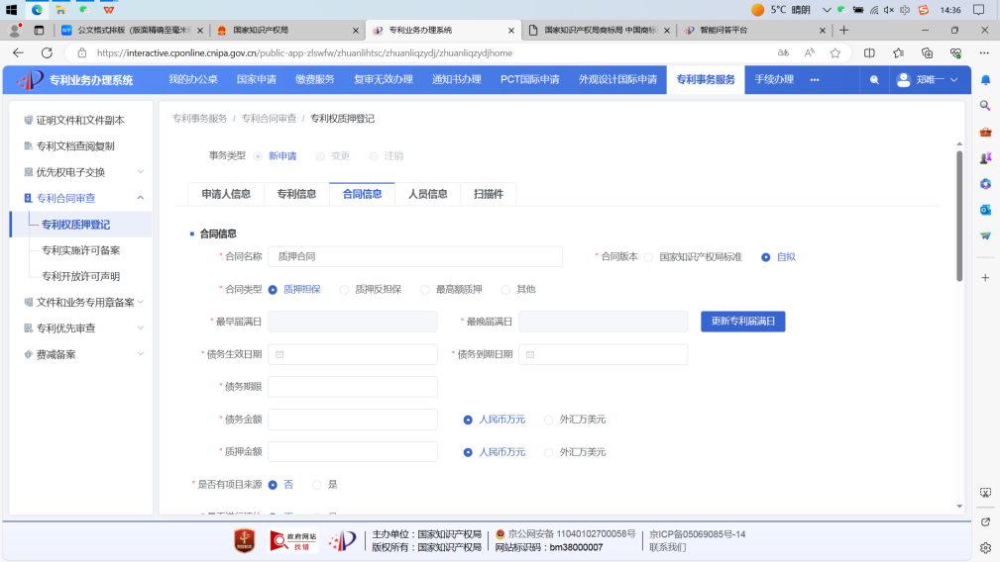 5°C 晴朗
14:36
公文格式排版（版面精确至毫米
国家知识产权局
专利业务办理系统
国家知识产权局商标局 中国商标
智能问答平台
https://interactive.cponline.cnipa.gov.cn/public-app-zlswfw/zhuanlihtsc/zhuanliqzydj/zhuanliqzydjhome
专利业务办理系统
我的办公桌
国家申请
缴费服务
复审无效办理
通知书办理
PCT国际申请
外观设计国际申请
专利事务服务
手续办理
郑唯一
证明文件和文件副本
专利文档查阅复制
优先权电子交换
专利合同审查
专利权质押登记
专利实施许可备案
专利开放许可声明
文件和业务专用章备案
专利优先审查
费减备案
专利事务服务 / 专利合同审查 / 专利权质押登记
事务类型 新申请 变更 注销
申请人信息 专利信息 合同信息 人员信息 扫描件
合同信息
* 合同名称 质押合同 * 合同版本 国家知识产权局标准 自拟
* 合同类型 质押担保 质押反担保 最高额质押 其他
* 最早届满日 * 最晚届满日 更新专利届满日
* 债务生效日期 * 债务到期日期
* 债务期限
* 债务金额 人民币万元 外汇万美元
* 质押金额 人民币万元 外汇万美元
* 是否有项目来源 否 是
政府网站
找错
主办单位：国家知识产权局
版权所有：国家知识产权局
京公网安备 11040102700058号
网站标识码：bm38000007
京ICP备05069085号-14
联系我们